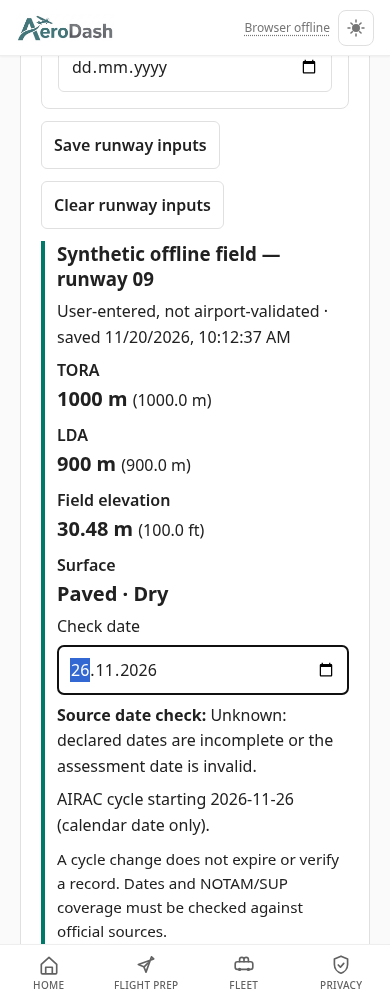 AeroDash
Browser offline
dd.mm.yyyy
Save runway inputs
Clear runway inputs
Synthetic offline field —
runway 09
User-entered, not airport-validated ·
saved 11/20/2026, 10:12:37 AM
TORA
1000 m (1000.0 m)
LDA
900 m (900.0 m)
Field elevation
30.48 m (100.0 ft)
Surface
Paved · Dry
Check date
26.11.2026
Source date check: Unknown:
declared dates are incomplete or the
assessment date is invalid.
AIRAC cycle starting 2026-11-26
(calendar date only).
A cycle change does not expire or verify
a record. Dates and NOTAM/SUP
coverage must be checked against
official sources.
HOME
FLIGHT PREP
FLEET
PRIVACY